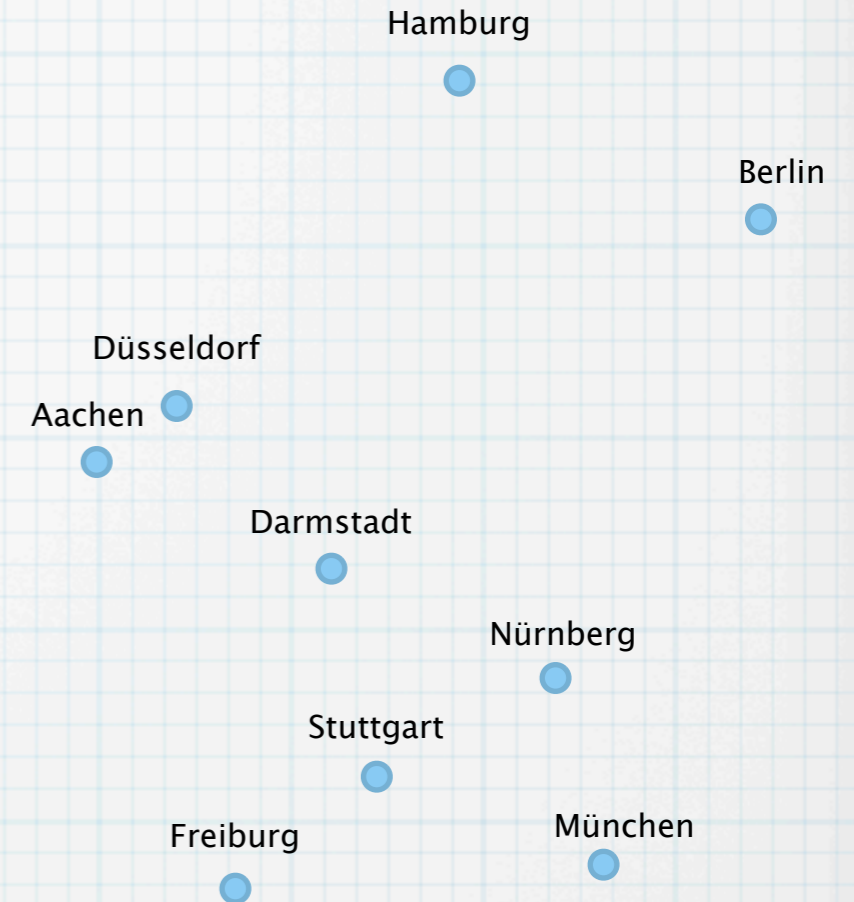 Hamburg
Berlin
Düsseldorf
Aachen
Darmstadt
Nürnberg
Stuttgart
München
Freiburg